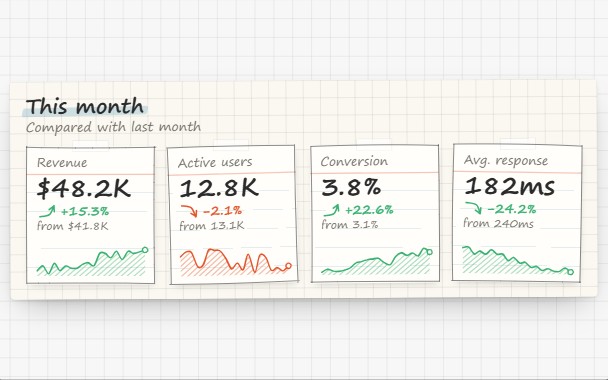 This month
Compared with last month
Revenue
$48.2K
+15.3%
from $41.8K
Active users
12.8K
-2.1%
from 13.1K
Conversion
3.8%
+22.6%
from 3.1%
Avg. response
182ms
-24.2%
from 240ms